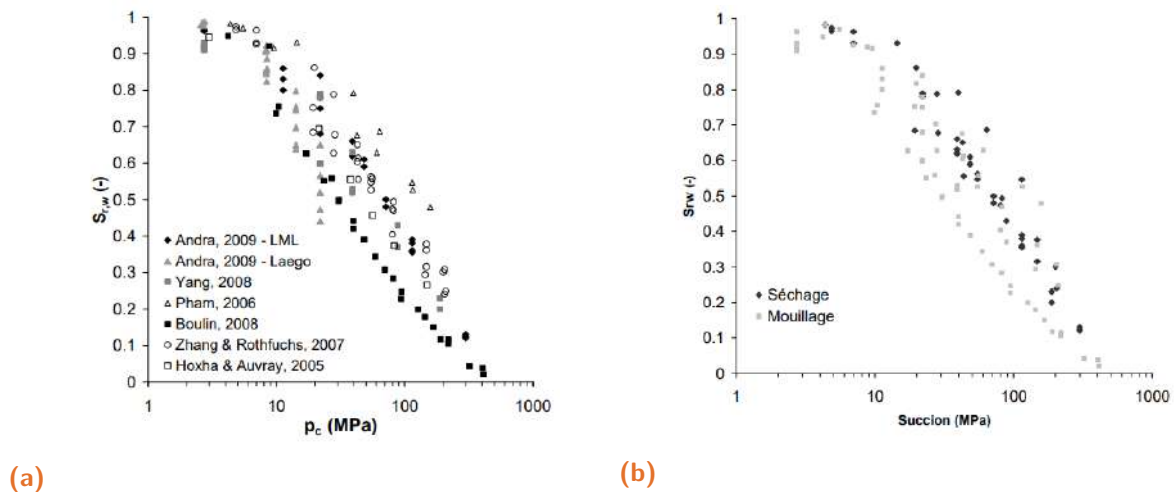 1
0.9
0.8
0.7
0.6
0.5
0.4
0.3
0.2
0.1
0
S_{r,w} (-)
Andra, 2009 - LML
Andra, 2009 - Laego
Yang, 2008
Pham, 2006
Boulin, 2008
Zhang & Rothfuchs, 2007
Hoxha & Auvray, 2005
1 10 100 1000
p_c (MPa)
(a)
1
0.9
0.8
0.7
0.6
0.5
0.4
0.3
0.2
0.1
0
Srw (-)
Séchage
Mouillage
1 10 100 1000
Succion (MPa)
(b)